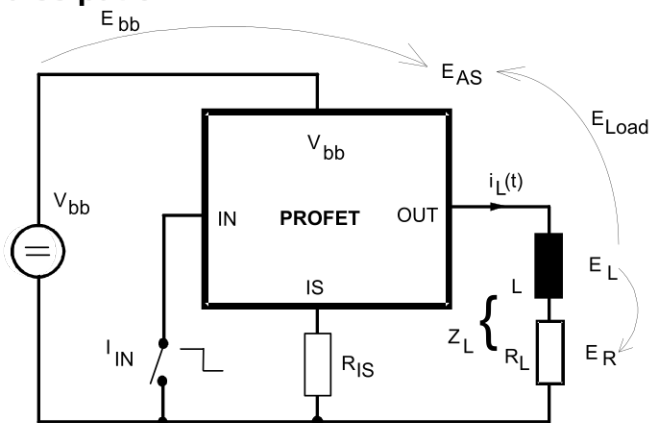 E bb
E AS
E Load
V bb
V bb
i L (t)
IN PROFET OUT
IS
L
E L
Z L {
R L
E R
I IN
R IS